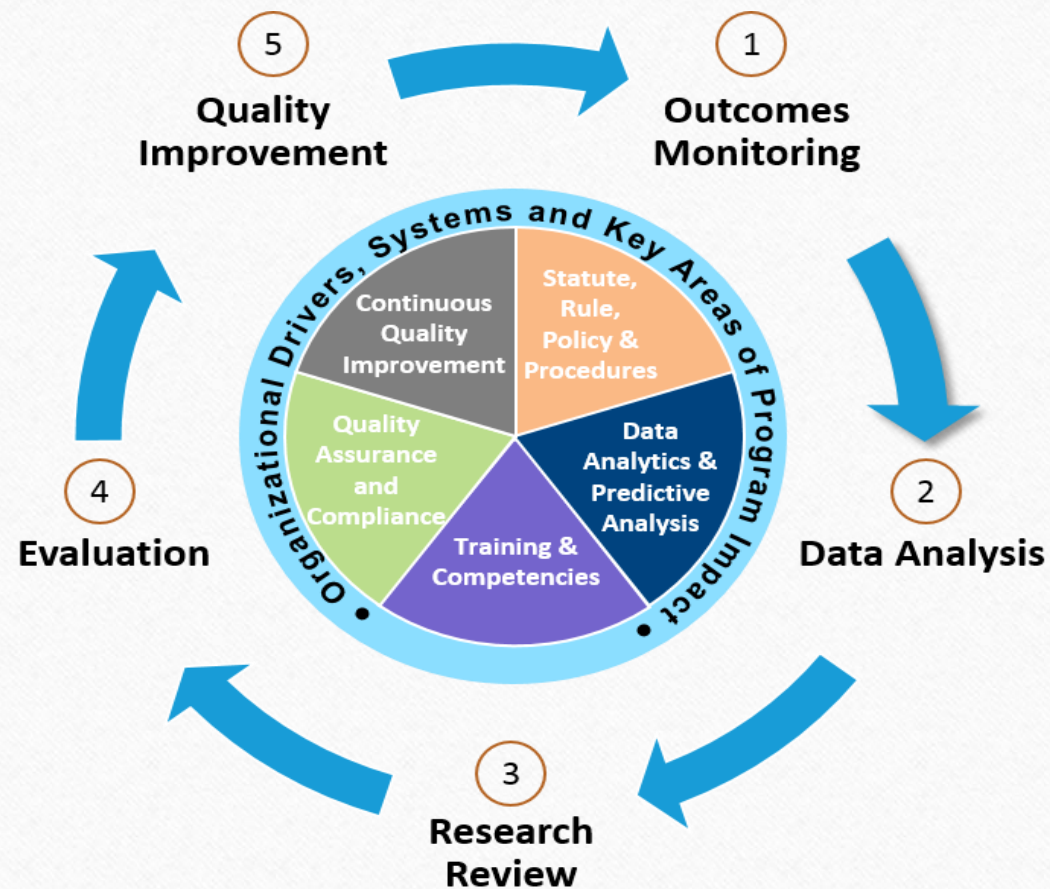 5
Quality
Improvement
1
Outcomes
Monitoring
• Organizational Drivers, Systems and Key Areas of Program Impact •
Continuous
Quality
Improvement
Statute,
Rule,
Policy &
Procedures
Quality
Assurance
and
Compliance
Data
Analytics &
Predictive
Analysis
Training &
Competencies
4
Evaluation
2
Data Analysis
3
Research
Review